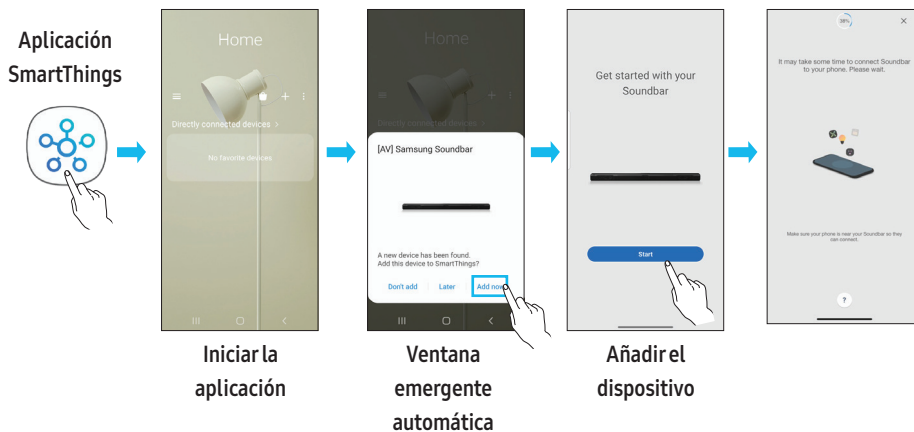 Aplicación
SmartThings
Home
Directly connected devices >
No favorite devices
Iniciar la
aplicación
Home
Directly connected devices >
[AV] Samsung Soundbar
A new device has been found.
Add this device to SmartThings?
Don't add
Later
Add now
Ventana
emergente
automática
Get started with your
Soundbar
Start
Añadir el
dispositivo
38%
It may take some time to connect Soundbar
to your phone. Please wait.
Make sure your phone is near your Soundbar so they
can connect.
?